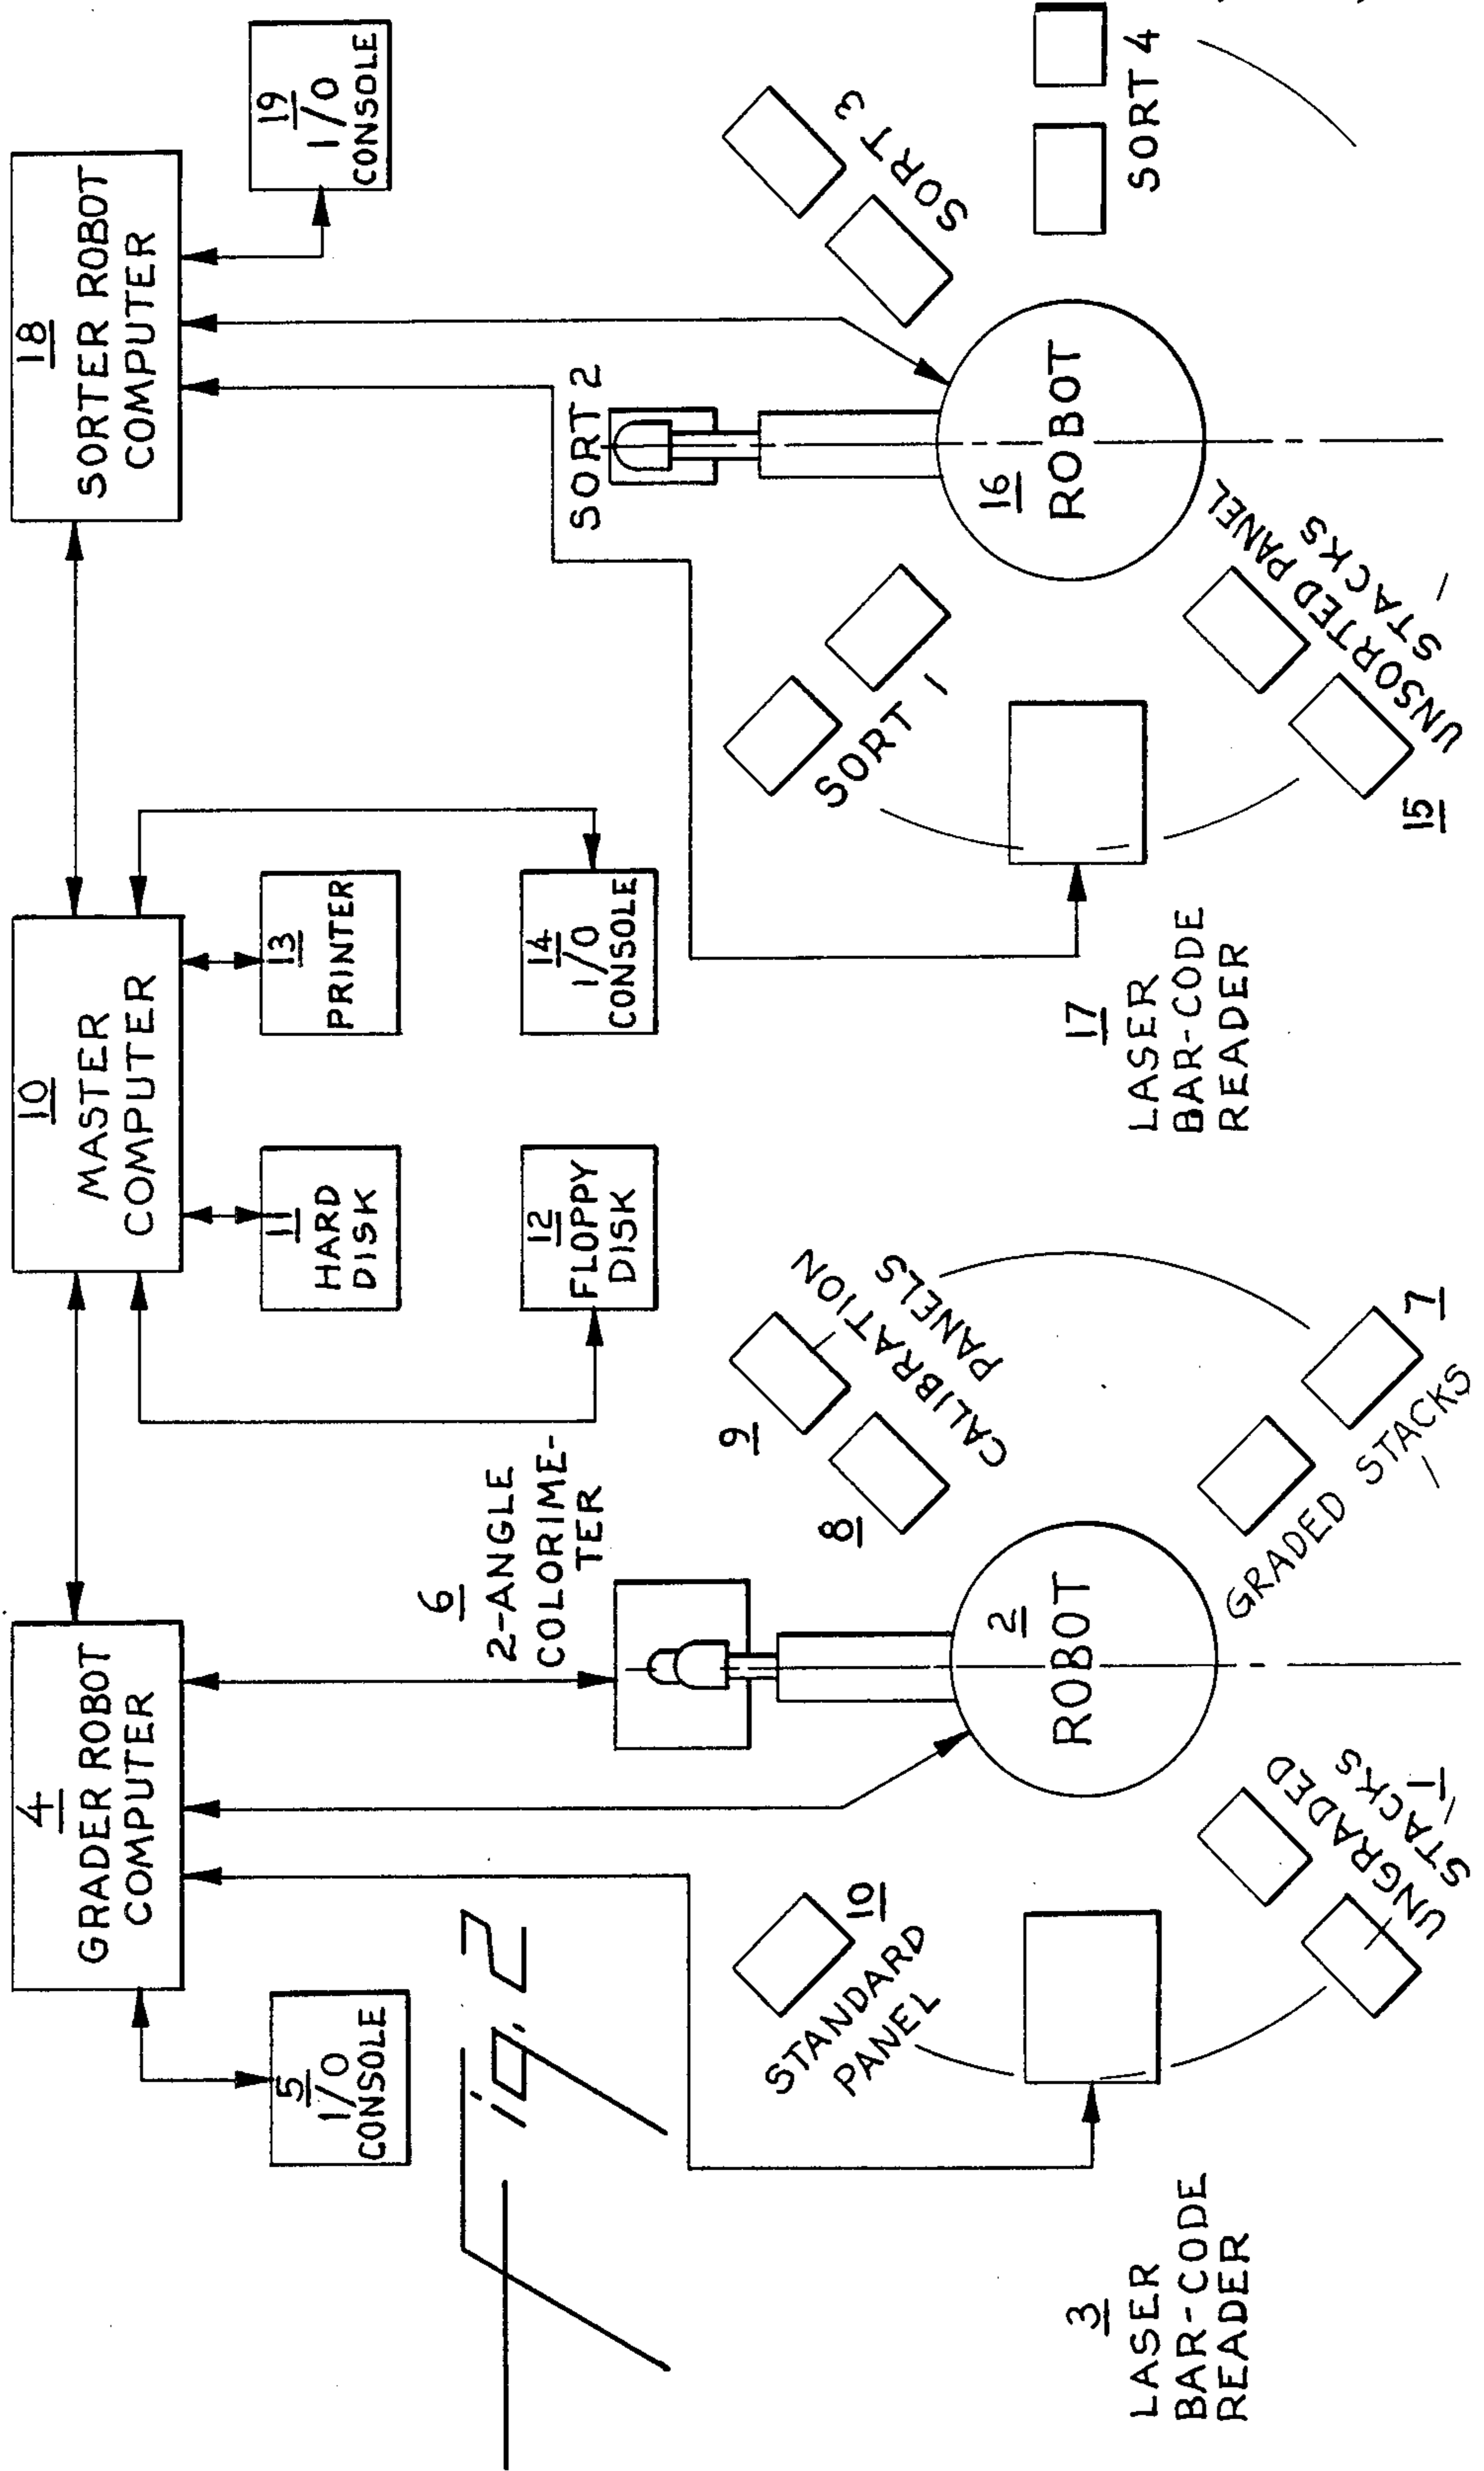 4
GRADER ROBOT
COMPUTER
10
MASTER
COMPUTER
18
SORTER ROBOT
COMPUTER
5
I/O
CONSOLE
11
HARD
DISK
13
PRINTER
19
I/O
CONSOLE
Fig. 2
6
2-ANGLE
COLORIME-
TER
12
FLOPPY
DISK
14
I/O
CONSOLE
SORT 2
10
STANDARD
PANEL
8
9
CALIBRATION
PANELS
SORT 1
SORT 3
3
LASER
BAR-CODE
READER
2
ROBOT
17
LASER
BAR-CODE
READER
16
ROBOT
SORT 4
UNGRADED
STACKS
1
GRADED STACKS
7
15
UNSORTED PANEL
STACKS